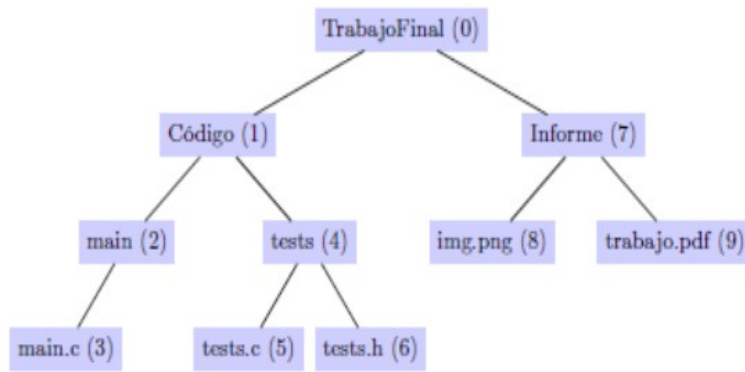 TrabajoFinal (0)
Código (1)
Informe (7)
main (2)
tests (4)
img.png (8)
trabajo.pdf (9)
main.c (3)
tests.c (5)
tests.h (6)